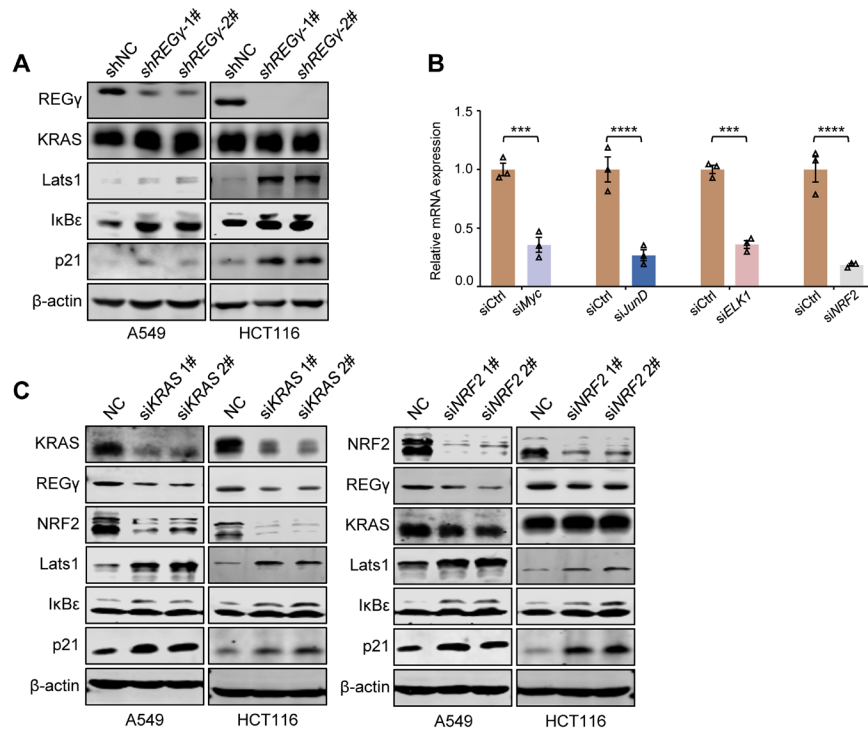 A
shNC
shREGγ-1#
shREGγ-2#
shNC
shREGγ-1#
shREGγ-2#
REGγ
KRAS
Lats1
IκBε
p21
β-actin
A549
HCT116
B
Relative mRNA expression
1.5
1.0
0.5
0.0
***
****
***
****
siCtrl
siMyc
siCtrl
siJunD
siCtrl
siELK1
siCtrl
siNRF2
C
NC
siKRAS 1#
siKRAS 2#
NC
siKRAS 1#
siKRAS 2#
KRAS
REGγ
NRF2
Lats1
IκBε
p21
β-actin
A549
HCT116
NC
siNRF2 1#
siNRF2 2#
NC
siNRF2 1#
siNRF2 2#
NRF2
REGγ
KRAS
Lats1
IκBε
p21
β-actin
A549
HCT116